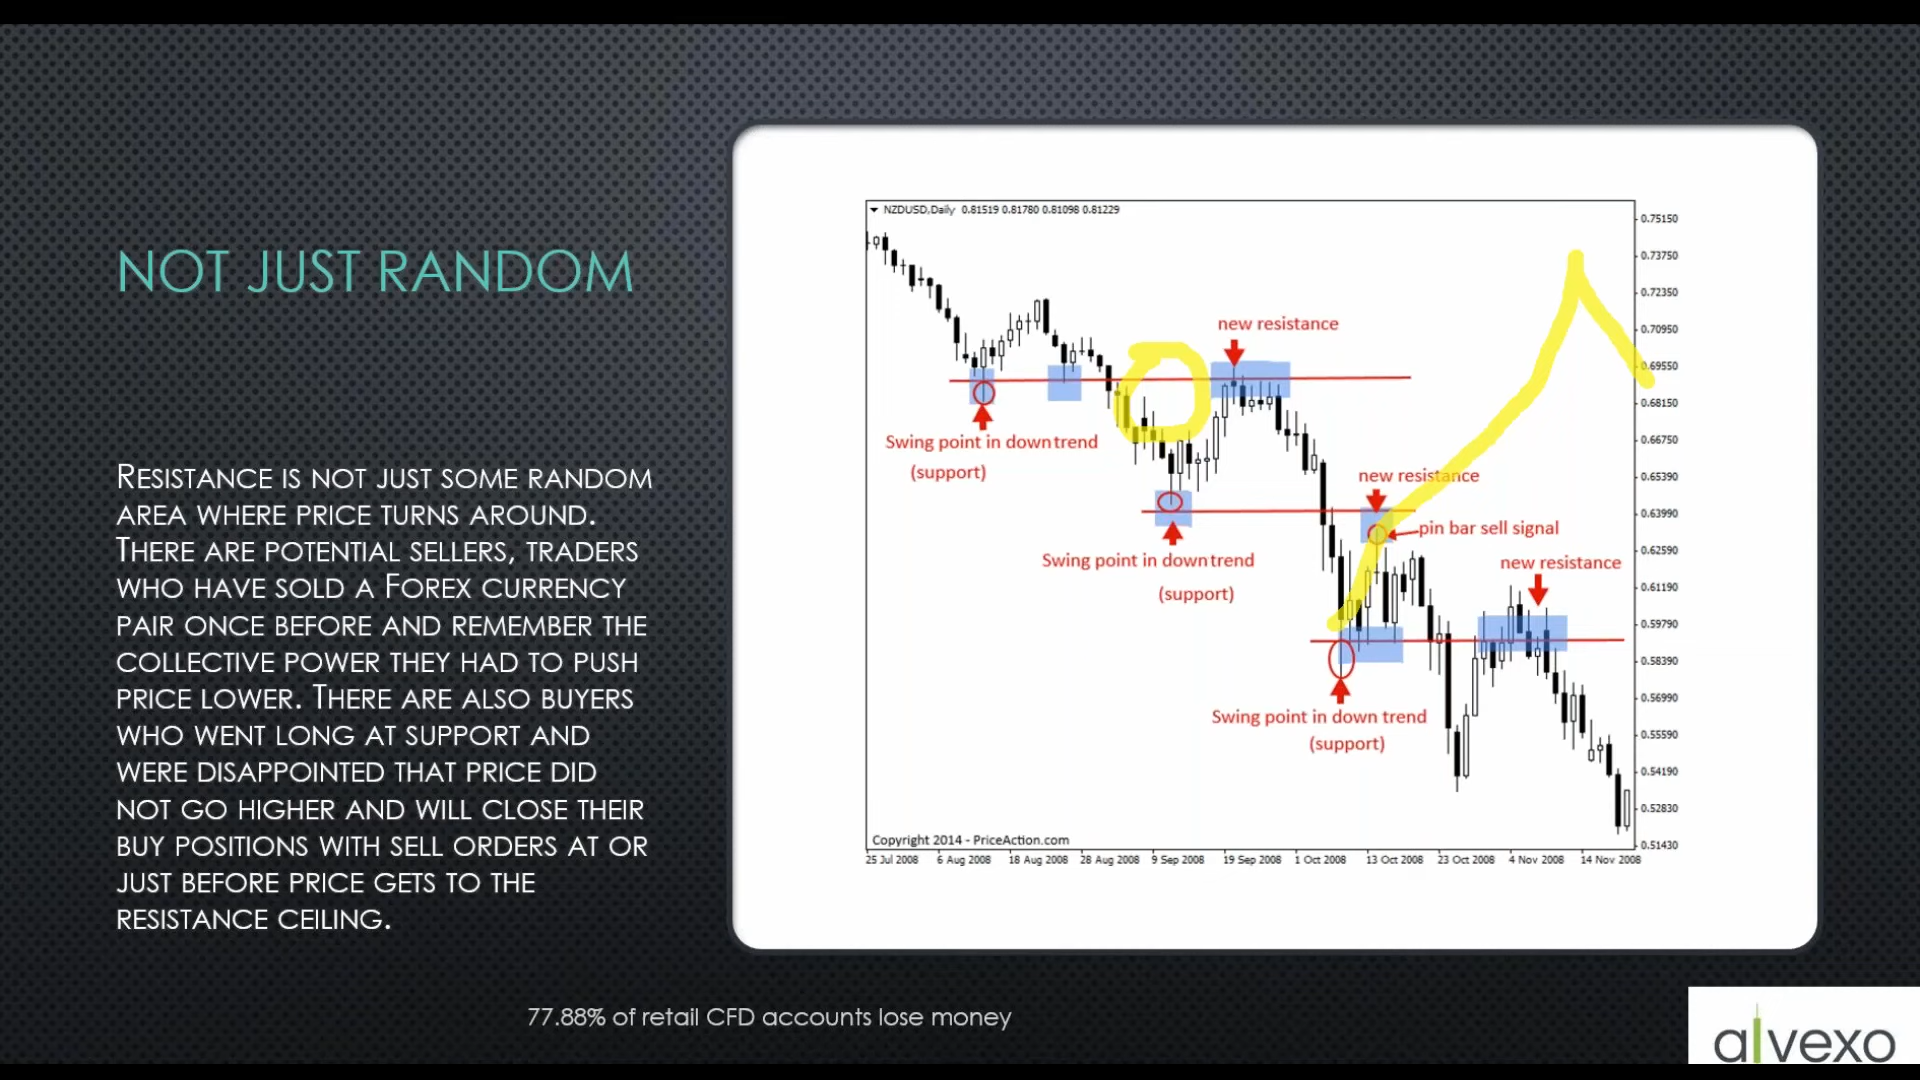 NOT JUST RANDOM
RESISTANCE IS NOT JUST SOME RANDOM
AREA WHERE PRICE TURNS AROUND.
THERE ARE POTENTIAL SELLERS, TRADERS
WHO HAVE SOLD A FOREX CURRENCY
PAIR ONCE BEFORE AND REMEMBER THE
COLLECTIVE POWER THEY HAD TO PUSH
PRICE LOWER. THERE ARE ALSO BUYERS
WHO WENT LONG AT SUPPORT AND
WERE DISAPPOINTED THAT PRICE DID
NOT GO HIGHER AND WILL CLOSE THEIR
BUY POSITIONS WITH SELL ORDERS AT OR
JUST BEFORE PRICE GETS TO THE
RESISTANCE CEILING.
NZDUSD,Daily 0.81519 0.81780 0.81098 0.81229
new resistance
Swing point in down trend
(support)
new resistance
pin bar sell signal
Swing point in down trend
(support)
new resistance
Swing point in down trend
(support)
0.75150
0.73750
0.72350
0.70950
0.69550
0.68150
0.66750
0.65390
0.63990
0.62590
0.61190
0.59790
0.58390
0.56990
0.55590
0.54190
0.52830
0.51430
Copyright 2014 - PriceAction.com
25 Jul 2008 6 Aug 2008 18 Aug 2008 28 Aug 2008 9 Sep 2008 19 Sep 2008 1 Oct 2008 13 Oct 2008 23 Oct 2008 4 Nov 2008 14 Nov 2008
77.88% of retail CFD accounts lose money
alvexo